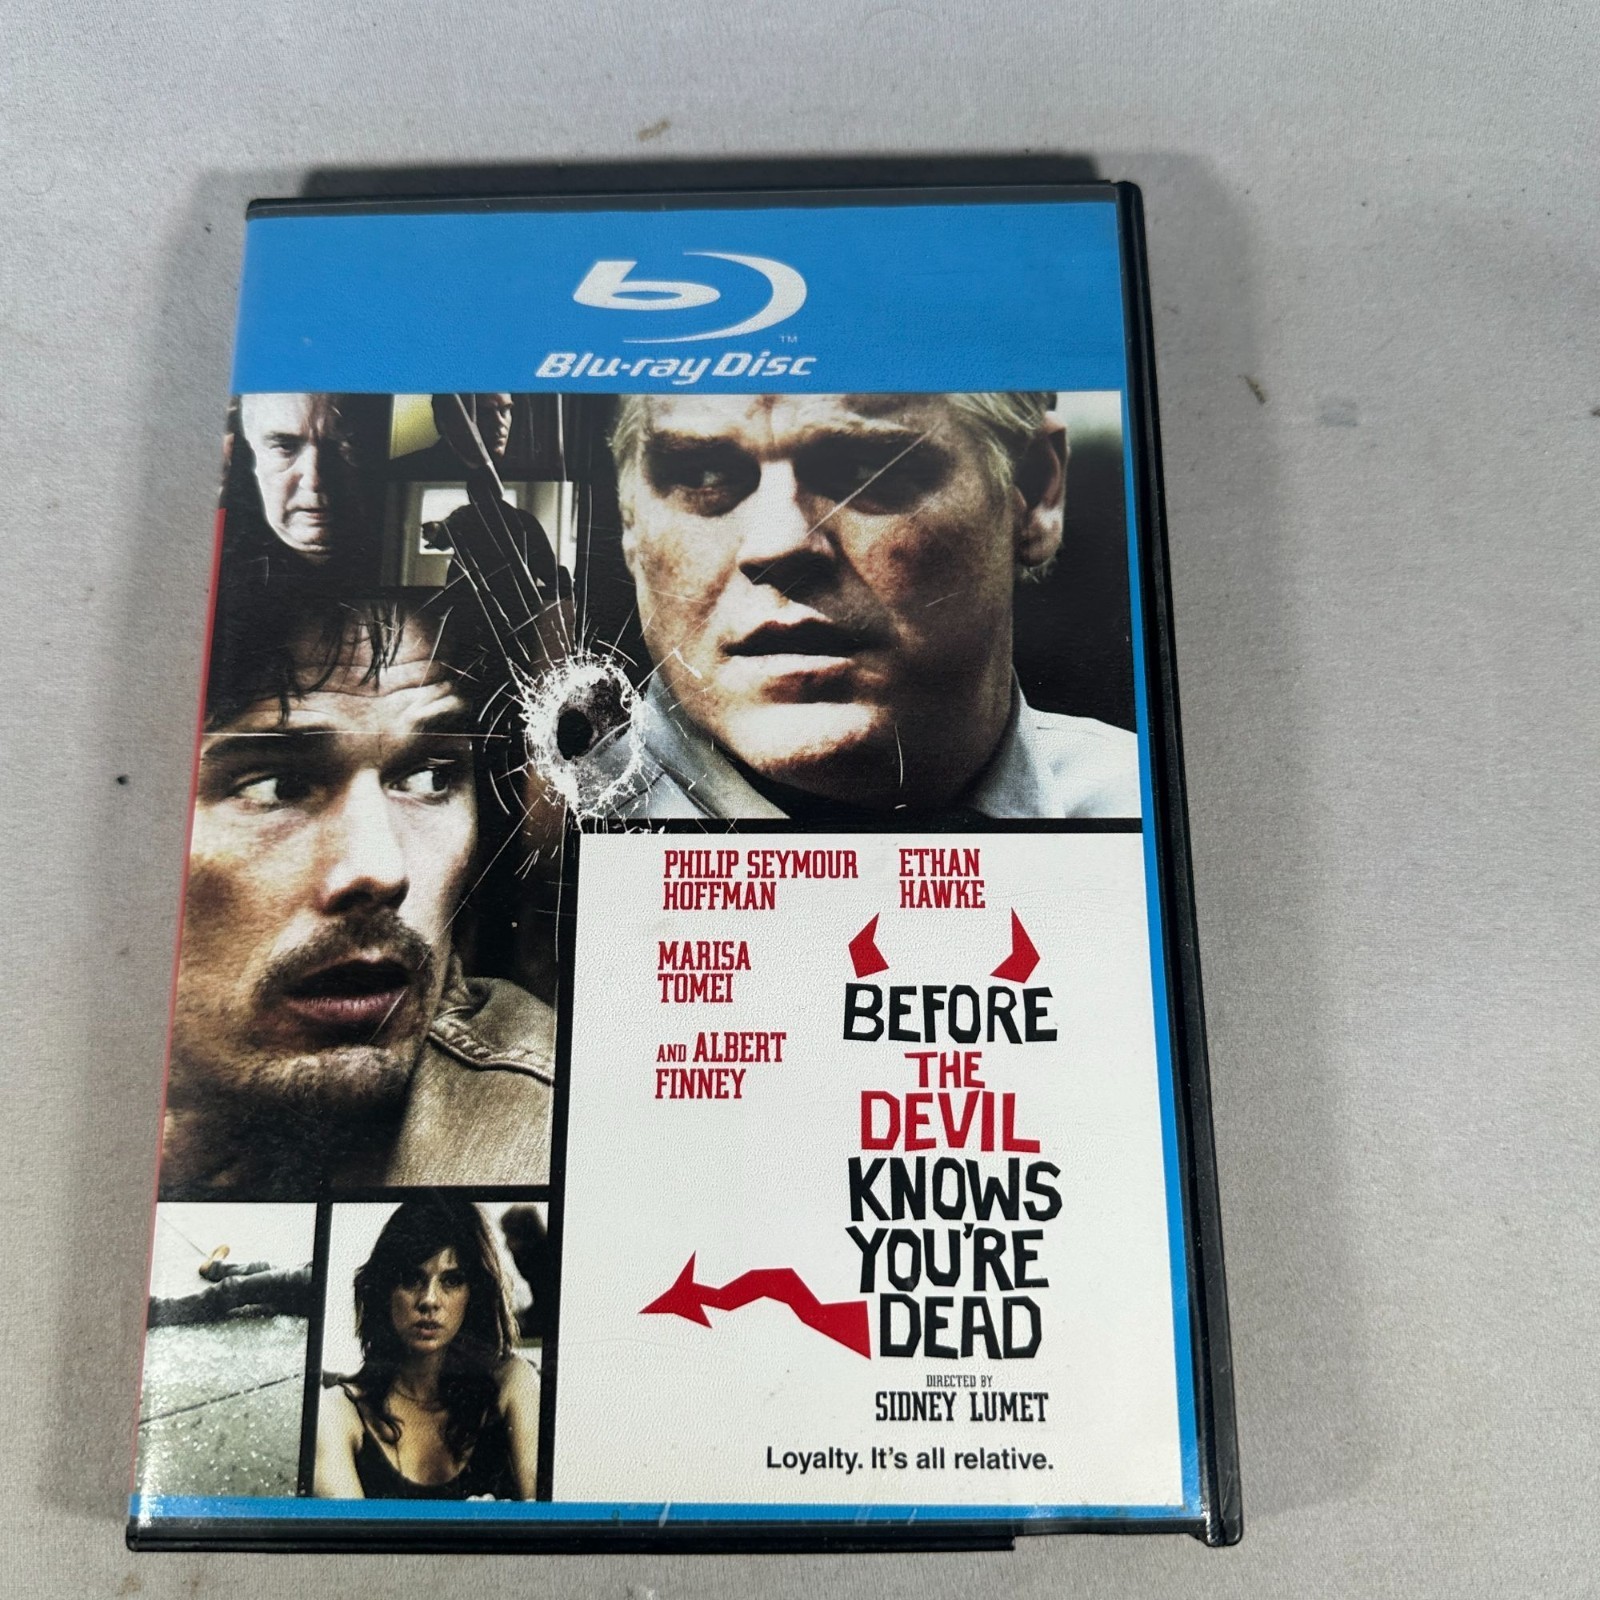 Blu-ray Disc
TM
PHILIP SEYMOUR
HOFFMAN
ETHAN
HAWKE
MARISA
TOMEI
AND ALBERT
FINNEY
BEFORE
THE
DEVIL
KNOWS
YOU'RE
DEAD
DIRECTED BY
SIDNEY LUMET
Loyalty. It's all relative.